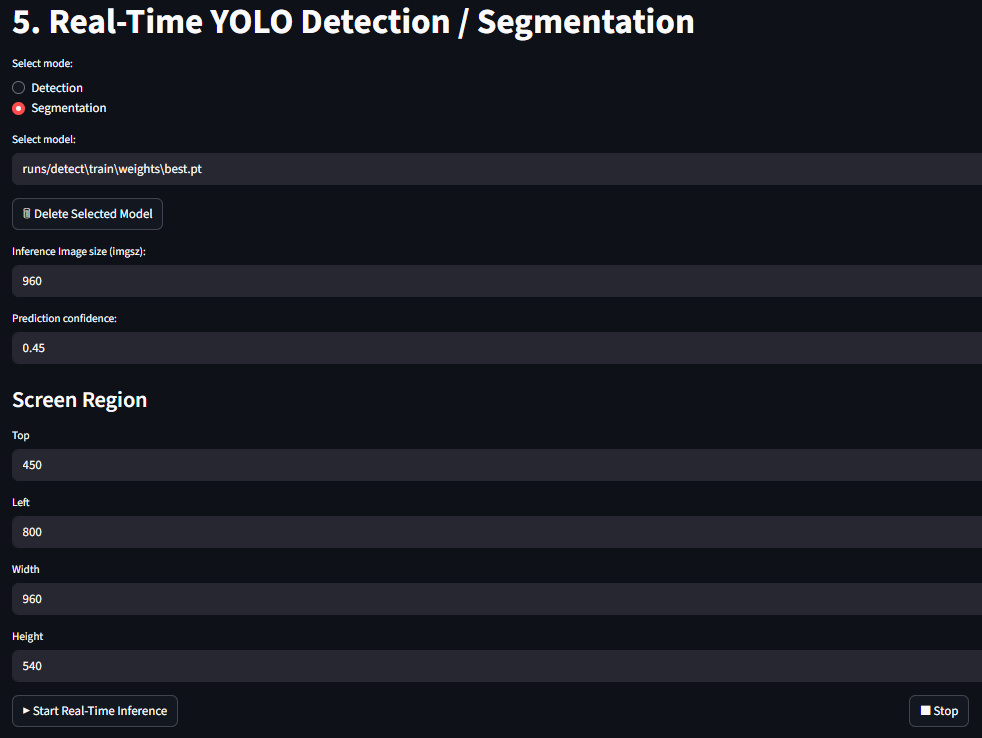 5. Real-Time YOLO Detection / Segmentation
Select mode:
Detection
Segmentation
Select model:
runs/detect\train\weights\best.pt
Delete Selected Model
Inference Image size (imgsz):
960
Prediction confidence:
0.45
Screen Region
Top
450
Left
800
Width
960
Height
540
Start Real-Time Inference
Stop